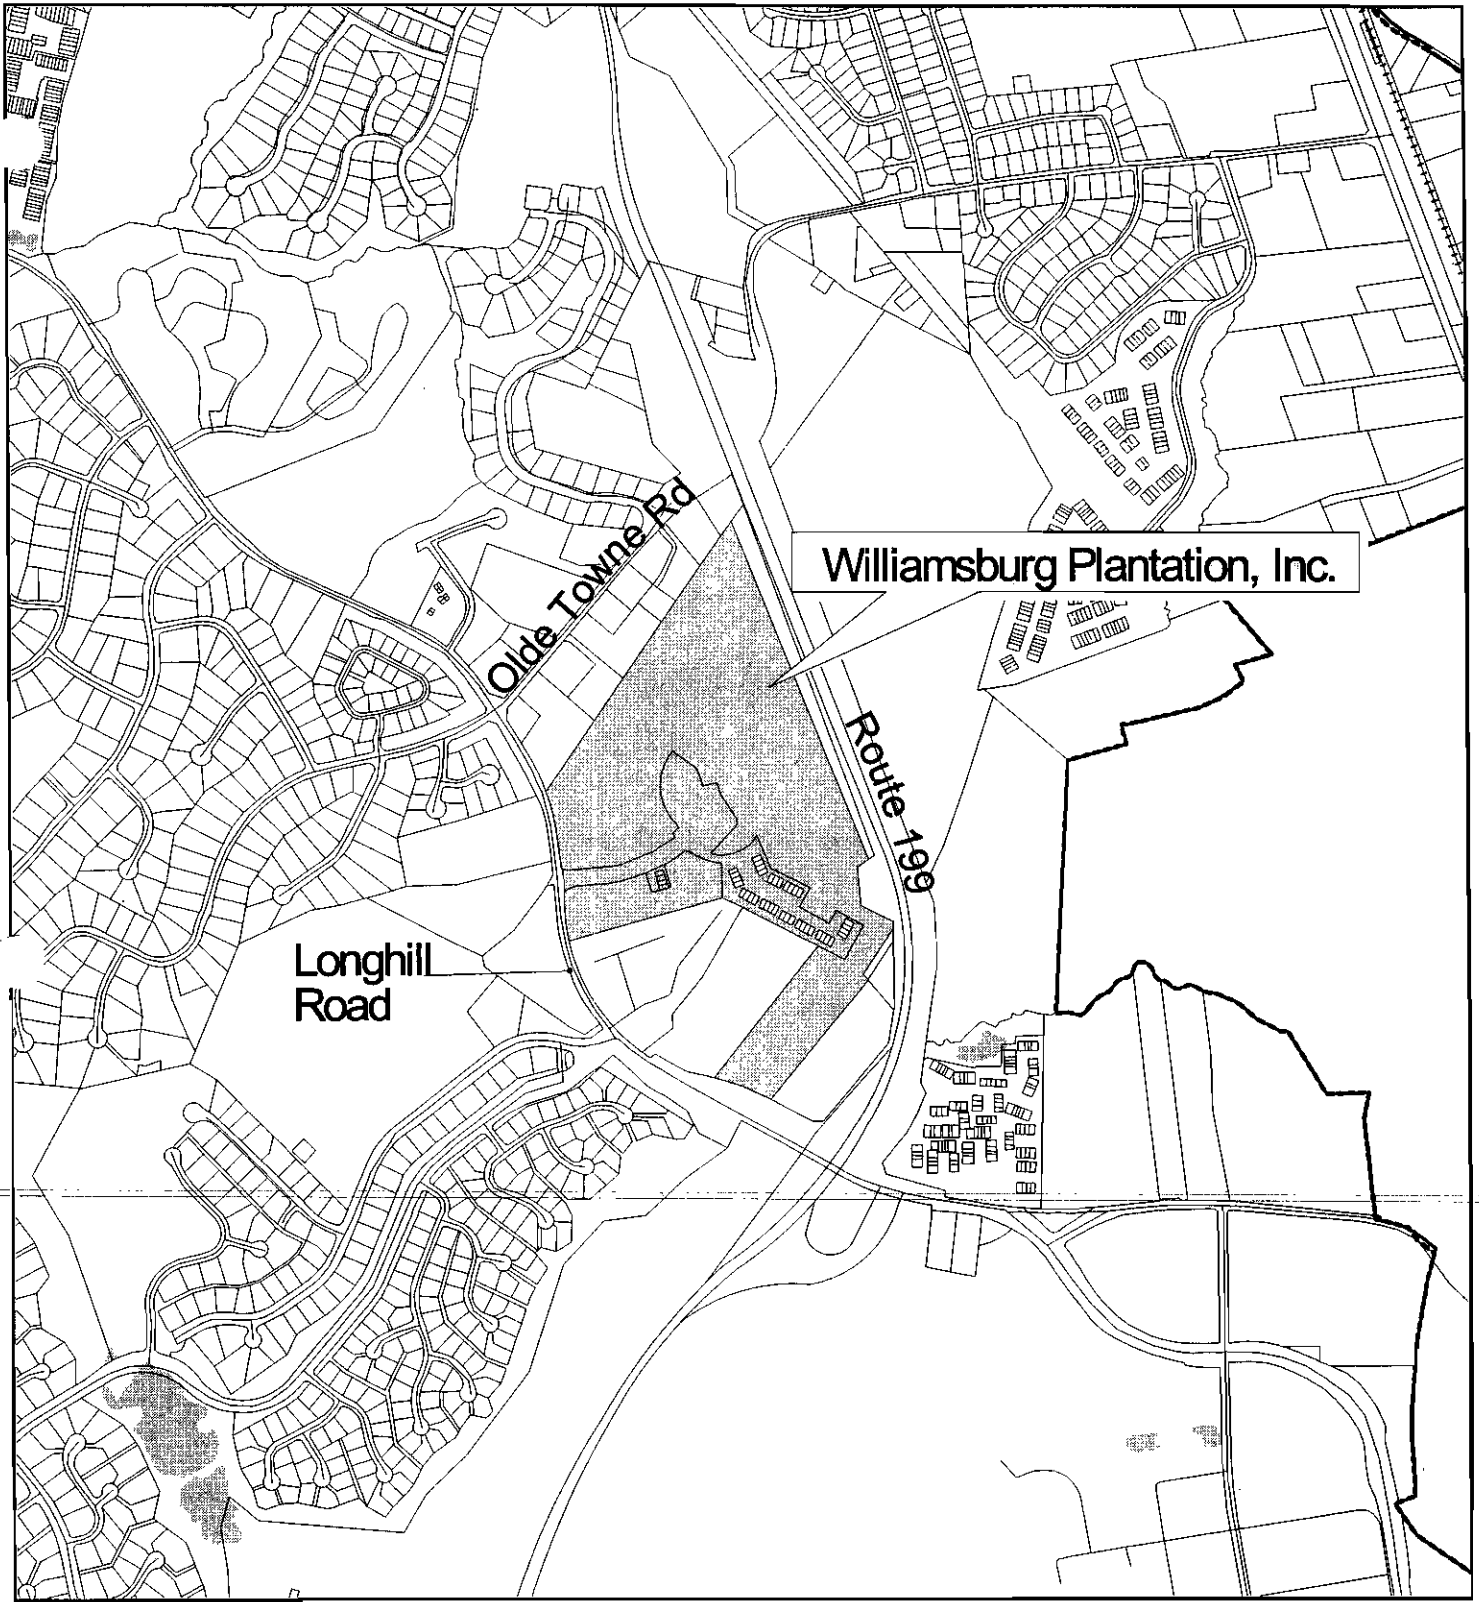 Olde Towne Rd
Williamsburg Plantation, Inc.
Route 199
Longhill
Road